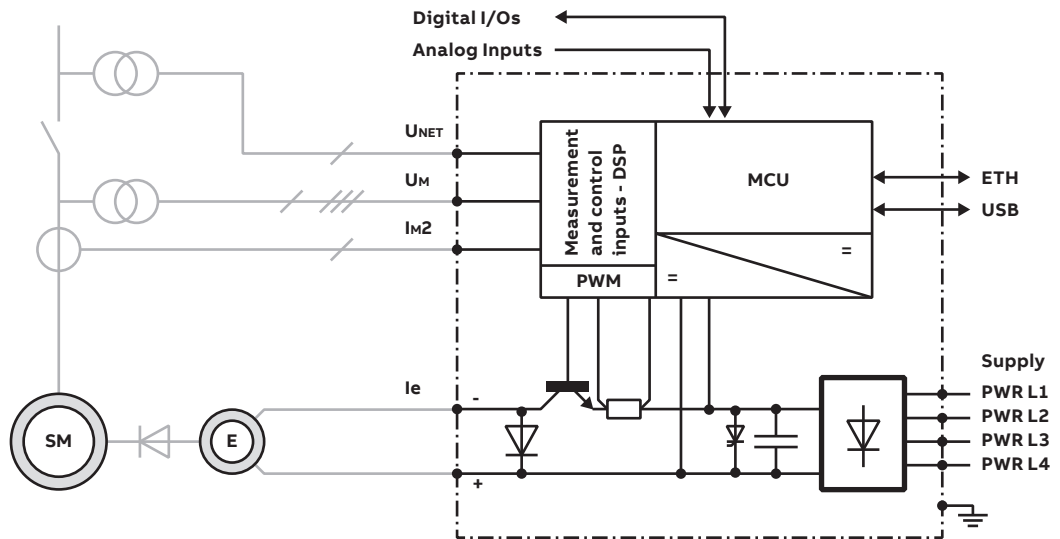 Digital I/Os
Analog Inputs
UNET
UM
IM2
Measurement
and control
inputs - DSP
MCU
ETH
USB
PWM
=
=
Ie
-
+
Supply
PWR L1
PWR L2
PWR L3
PWR L4
SM
E